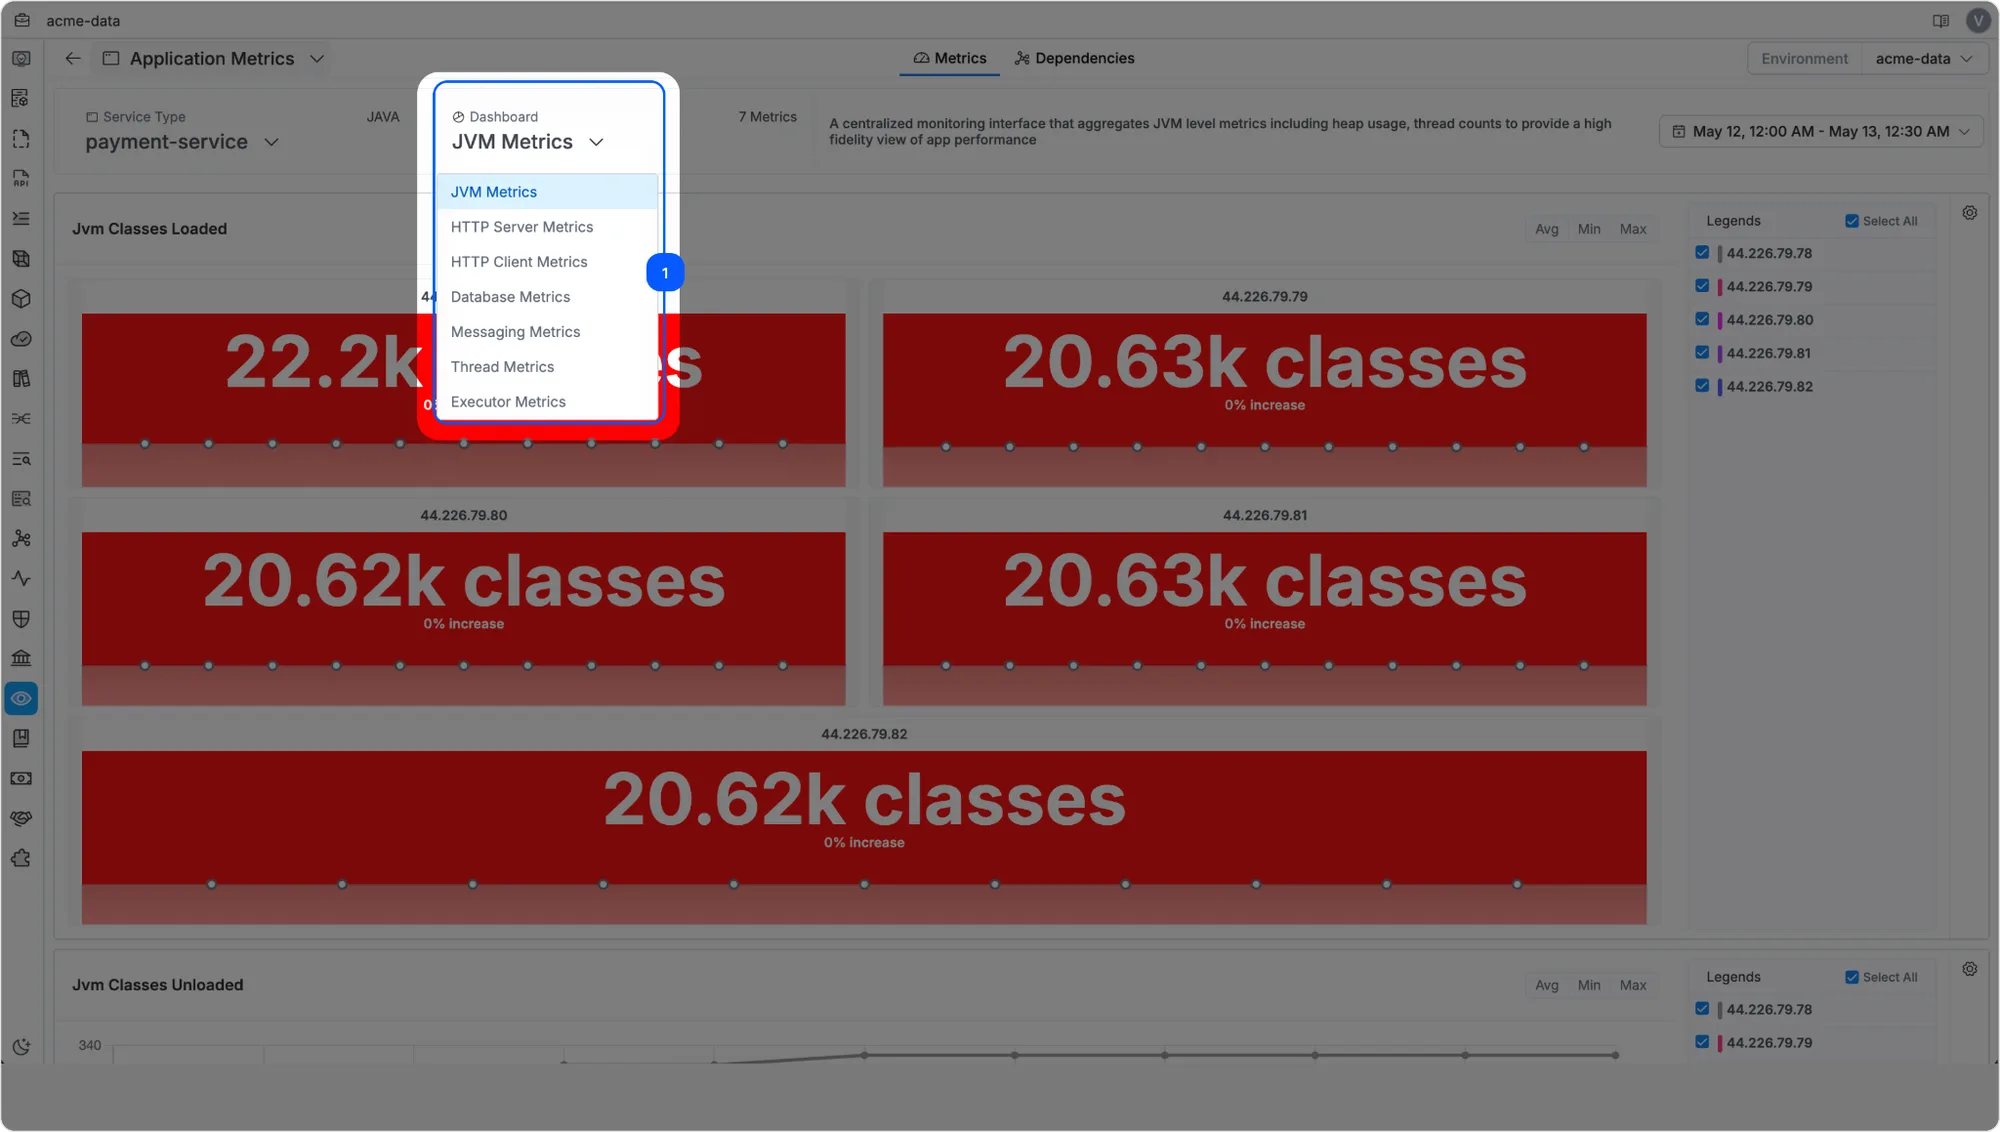 acme-data
V
Application Metrics
Metrics
Dependencies
Environment
acme-data
Service Type
JAVA
payment-service
Dashboard
JVM Metrics
7 Metrics
A centralized monitoring interface that aggregates JVM level metrics including heap usage, thread counts to provide a high
fidelity view of app performance
May 12, 12:00 AM - May 13, 12:30 AM
JVM Metrics
HTTP Server Metrics
HTTP Client Metrics
Database Metrics
Messaging Metrics
Thread Metrics
Executor Metrics
1
Jvm Classes Loaded
Avg
Min
Max
Legends
Select All
44.226.79.78
44.226.79.79
44.226.79.80
44.226.79.81
44.226.79.82
22.2k
44.226.79.79
20.63k classes
0% increase
44.226.79.80
20.62k classes
0% increase
44.226.79.81
20.63k classes
0% increase
44.226.79.82
20.62k classes
0% increase
Jvm Classes Unloaded
Avg
Min
Max
Legends
Select All
44.226.79.78
44.226.79.79
340
API